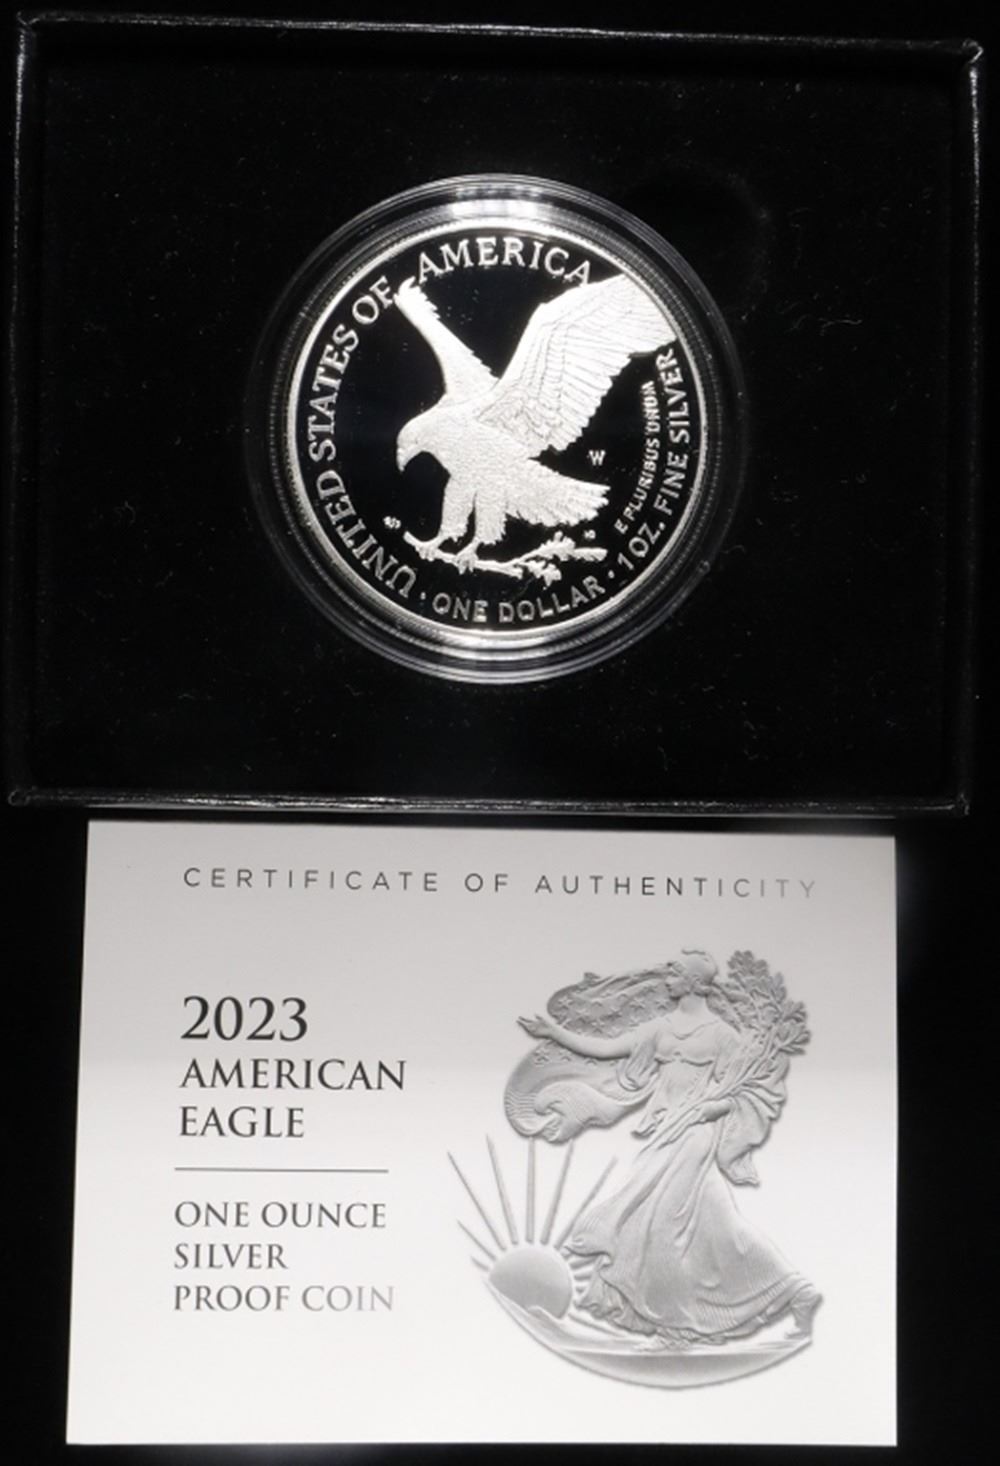 UNITED STATES OF AMERICA
W
E PLURIBUS UNUM
· ONE DOLLAR · 1 OZ. FINE SILVER
CERTIFICATE OF AUTHENTICITY
2023
AMERICAN
EAGLE
ONE OUNCE
SILVER
PROOF COIN